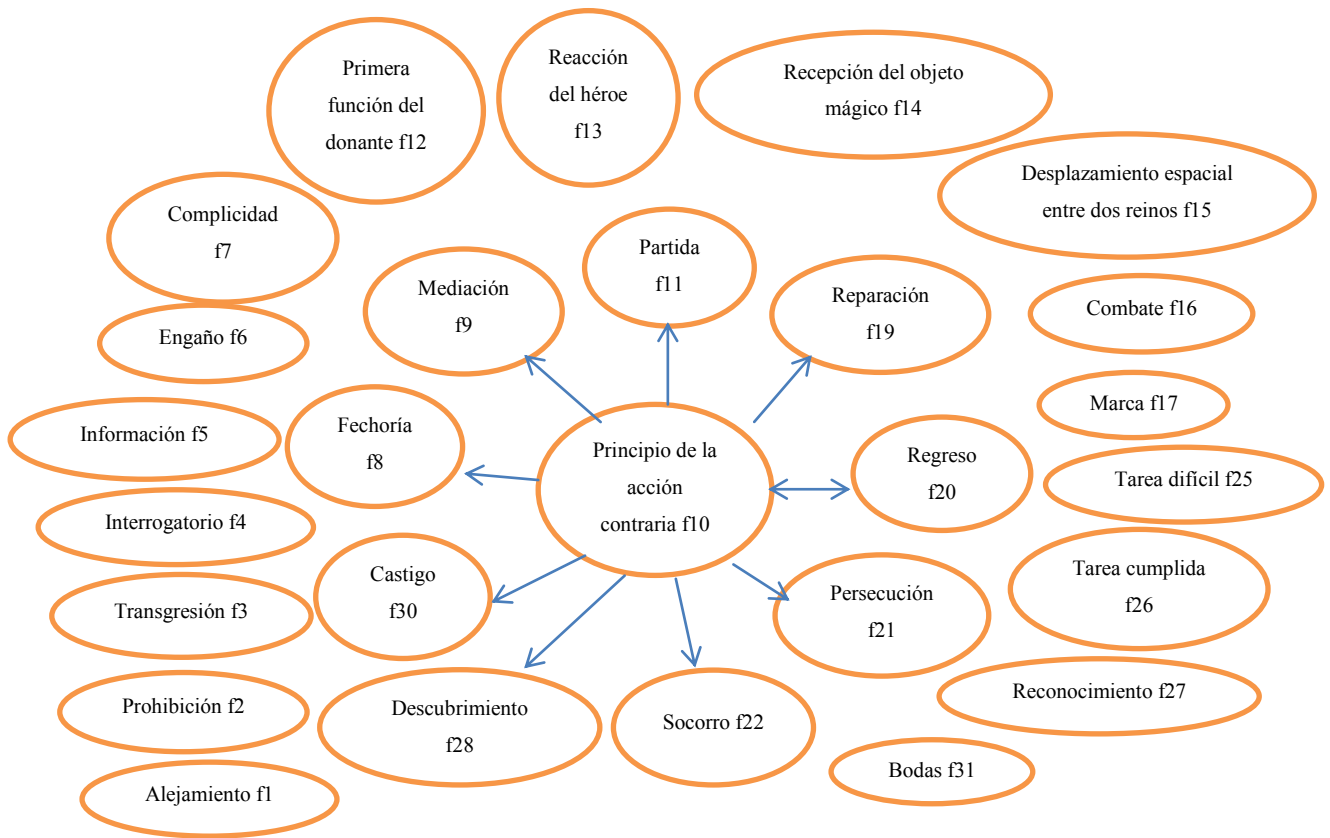 Primera
función del
donante f12
Reacción
del héroe
f13
Recepción del objeto
mágico f14
Desplazamiento espacial
entre dos reinos f15
Complicidad
f7
Mediación
f9
Partida
f11
Reparación
f19
Combate f16
Engaño f6
Marca f17
Información f5
Fechoría
f8
Principio de la
acción
contraria f10
Regreso
f20
Tarea difícil f25
Interrogatorio f4
Castigo
f30
Persecución
f21
Tarea cumplida
f26
Transgresión f3
Prohibición f2
Descubrimiento
f28
Socorro f22
Reconocimiento f27
Bodas f31
Alejamiento f1